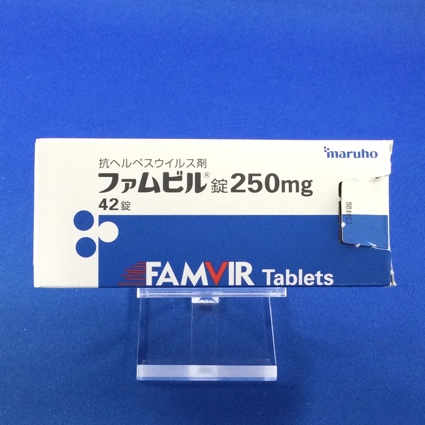 maruho
抗ヘルペスウイルス剤
ファムビル®錠250mg
42錠
FAMVIR Tablets